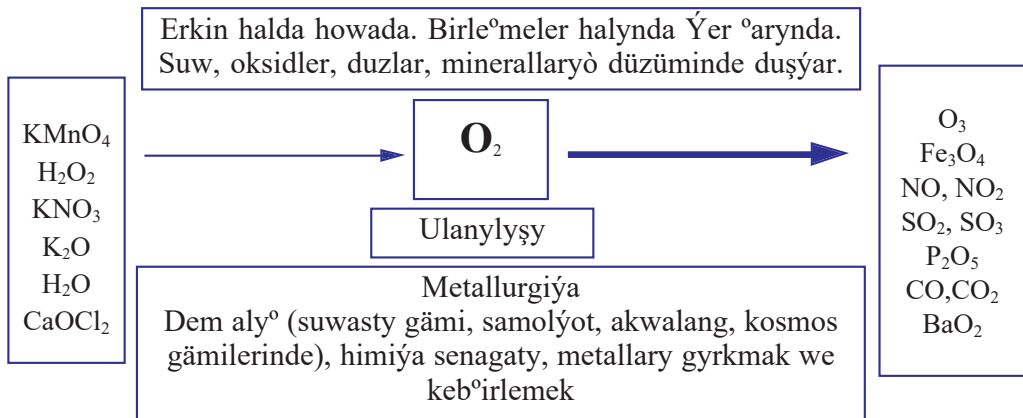 Erkin halda howada. Birleºmeler halynda Ýer ºarynda.
Suw, oksidler, duzlar, minerallaryò düzüminde duşýar.
KMnO₄
H₂O₂
KNO₃
K₂O
H₂O
CaOCl₂
O₂
Ulanylyşy
Metallurgiýa
Dem alyº (suwasty gämi, samolýot, akwalang, kosmos
gämilerinde), himiýa senagaty, metallary gyrkmak we
kebºirlemek
O₃
Fe₃O₄
NO, NO₂
SO₂, SO₃
P₂O₅
CO,CO₂
BaO₂